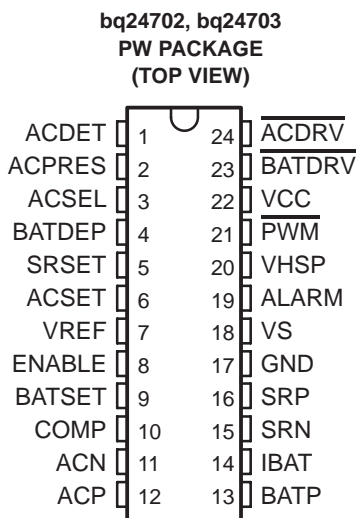 bq24702, bq24703
PW PACKAGE
(TOP VIEW)
ACDET 1 24 ACDRV
ACPRES 2 23 BATDRV
ACSEL 3 22 VCC
BATDEP 4 21 PWM
SRSET 5 20 VHSP
ACSET 6 19 ALARM
VREF 7 18 VS
ENABLE 8 17 GND
BATSET 9 16 SRP
COMP 10 15 SRN
ACN 11 14 IBAT
ACP 12 13 BATP